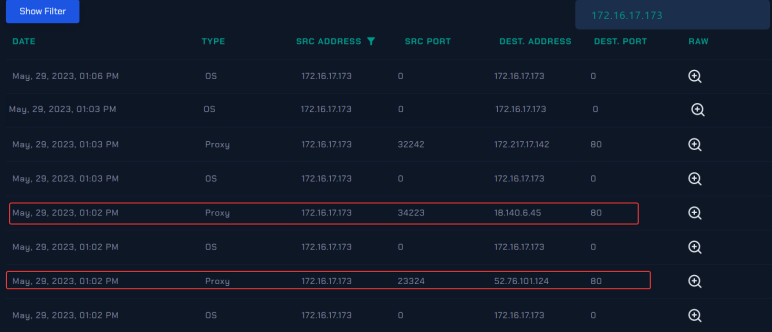 Show Filter 172.16.17.173
DATE TYPE SRC ADDRESS SRC PORT DEST. ADDRESS DEST. PORT RAW
May, 29, 2023, 01:06 PM OS 172.16.17.173 0 172.16.17.173 0
May, 29, 2023, 01:03 PM OS 172.16.17.173 0 172.16.17.173 0
May, 29, 2023, 01:03 PM Proxy 172.16.17.173 32242 172.217.17.142 80
May, 29, 2023, 01:03 PM OS 172.16.17.173 0 172.16.17.173 0
May, 29, 2023, 01:02 PM Proxy 172.16.17.173 34223 18.140.6.45 80
May, 29, 2023, 01:02 PM OS 172.16.17.173 0 172.16.17.173 0
May, 29, 2023, 01:02 PM Proxy 172.16.17.173 23324 52.76.101.124 80
May, 29, 2023, 01:02 PM OS 172.16.17.173 0 172.16.17.173 0